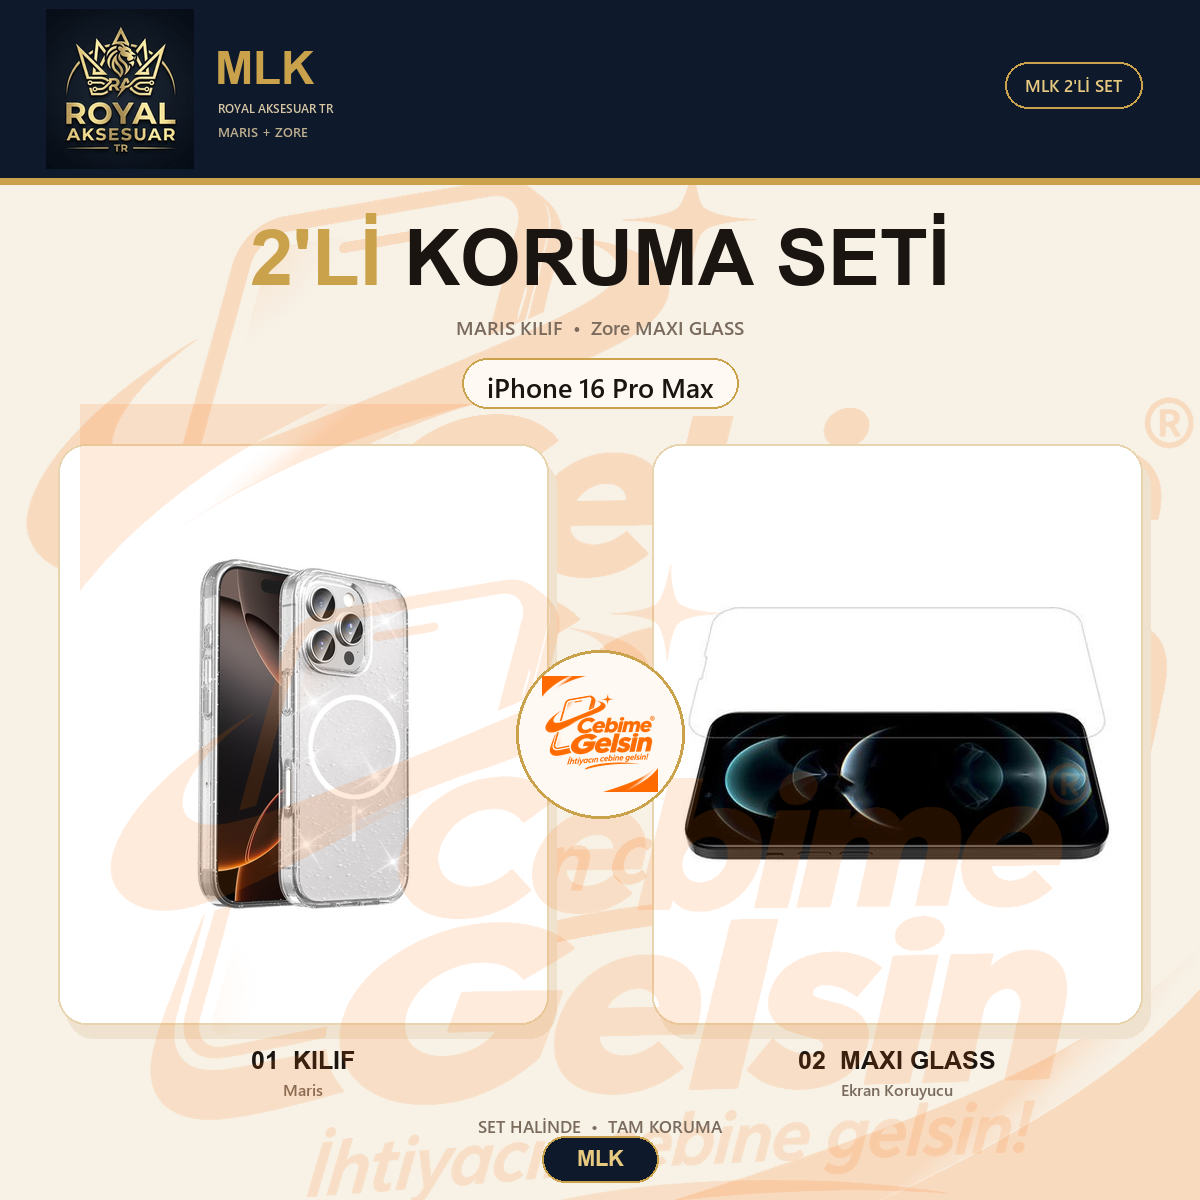 ROYAL
AKSESUAR
TR
MLK
ROYAL AKSESUAR TR
MARIS + ZORE
MLK 2'Lİ SET
2'Lİ KORUMA SETİ
MARIS KILIF • Zore MAXI GLASS
iPhone 16 Pro Max
Cebime®
Gelsin
İhtiyacın cebine gelsin!
Cebime
Gelsin
İhtiyacın cebine gelsin!
01 KILIF
Maris
02 MAXI GLASS
Ekran Koruyucu
SET HALİNDE • TAM KORUMA
MLK